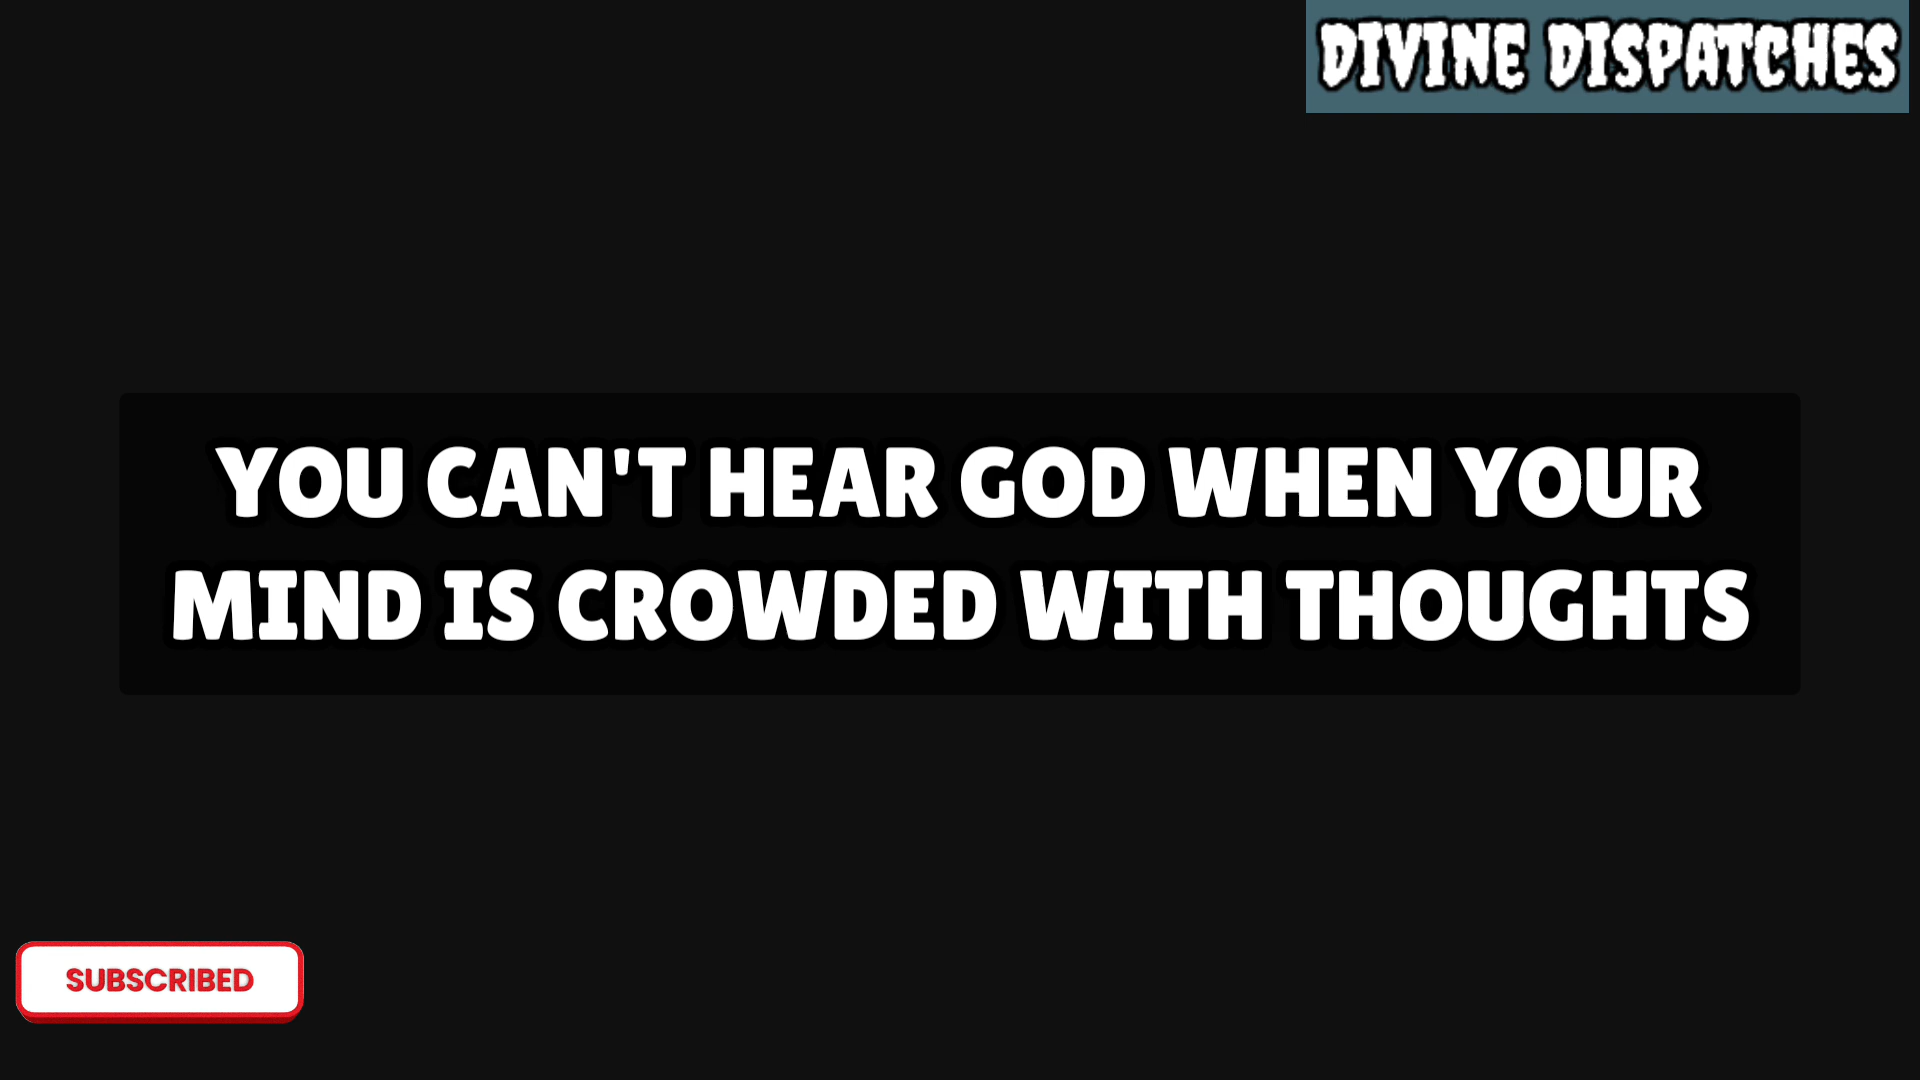 DIVINE DISPATCHES
YOU CAN'T HEAR GOD WHEN YOUR
MIND IS CROWDED WITH THOUGHTS
SUBSCRIBED